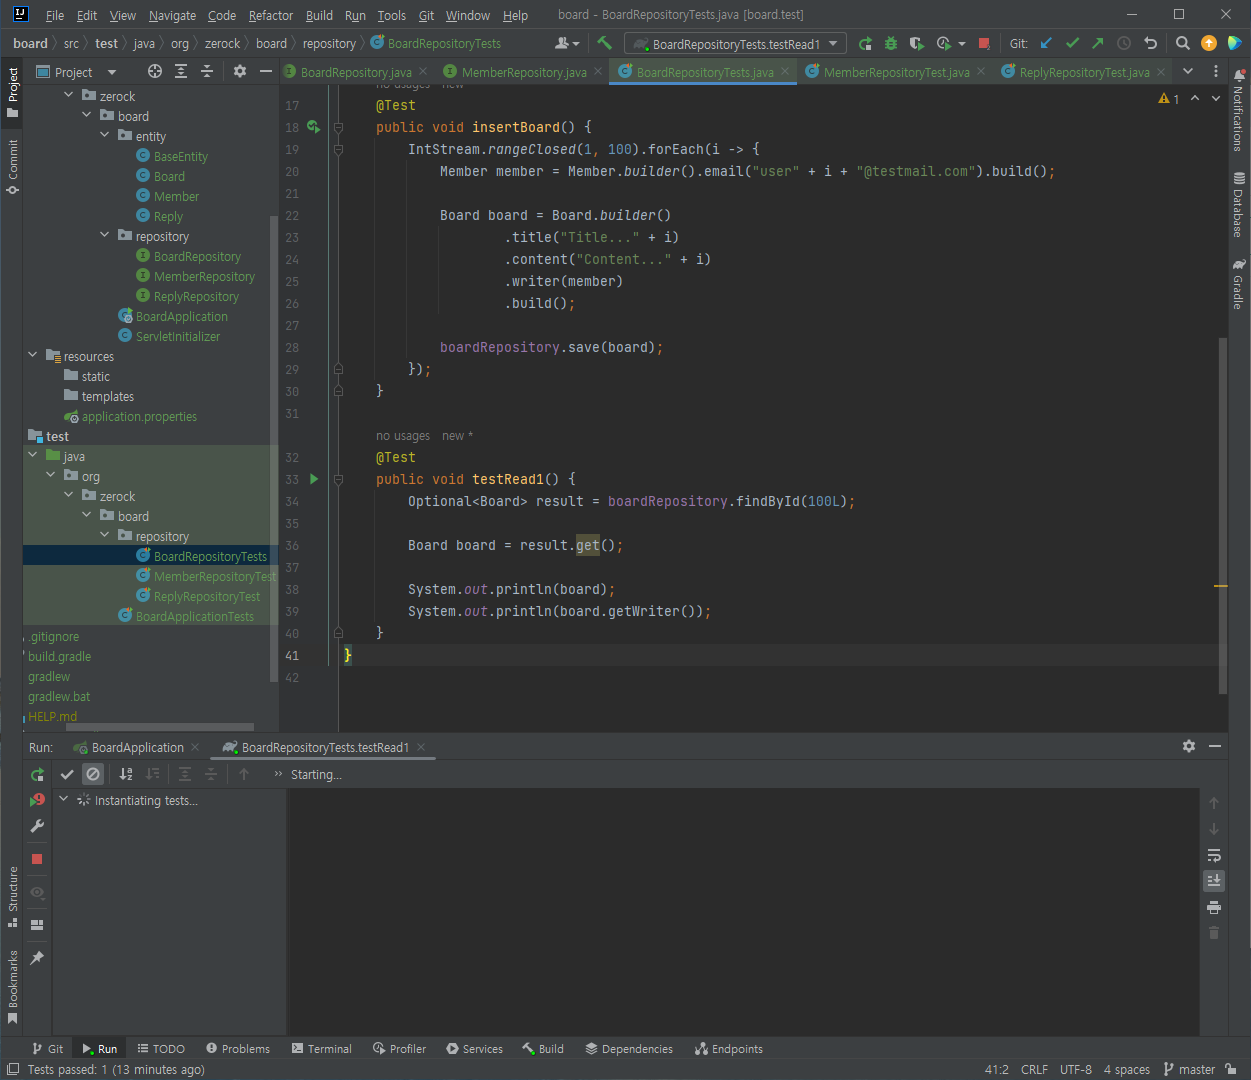 File Edit View Navigate Code Refactor Build Run Tools Git Window Help board - BoardRepositoryTests.java [board.test]
board src test java org zerock board repository BoardRepositoryTests BoardRepositoryTests.testRead1 Git:
Project BoardRepository.java MemberRepository.java BoardRepositoryTests.java MemberRepositoryTest.java ReplyRepositoryTest.java
Project
Commit
zerock
board
entity
BaseEntity
Board
Member
Reply
repository
BoardRepository
MemberRepository
ReplyRepository
BoardApplication
ServletInitializer
resources
static
templates
application.properties
test
java
org
zerock
board
repository
BoardRepositoryTests
MemberRepositoryTest
ReplyRepositoryTest
BoardApplicationTests
.gitignore
build.gradle
gradlew
gradlew.bat
HELP.md
no usages new
17 @Test
18 public void insertBoard() {
19 IntStream.rangeClosed(1, 100).forEach(i -> {
20 Member member = Member.builder().email("user" + i + "@testmail.com").build();
21
22 Board board = Board.builder()
23 .title("Title..." + i)
24 .content("Content..." + i)
25 .writer(member)
26 .build();
27
28 boardRepository.save(board);
29 });
30 }
31
no usages new *
32 @Test
33 public void testRead1() {
34 Optional<Board> result = boardRepository.findById(100L);
35
36 Board board = result.get();
37
38 System.out.println(board);
39 System.out.println(board.getWriter());
40 }
41 }
42
1
Notifications
Database
Gradle
Run: BoardApplication BoardRepositoryTests.testRead1
Starting...
Instantiating tests...
Structure
Bookmarks
Git Run TODO Problems Terminal Profiler Services Build Dependencies Endpoints
Tests passed: 1 (13 minutes ago) 41:2 CRLF UTF-8 4 spaces master